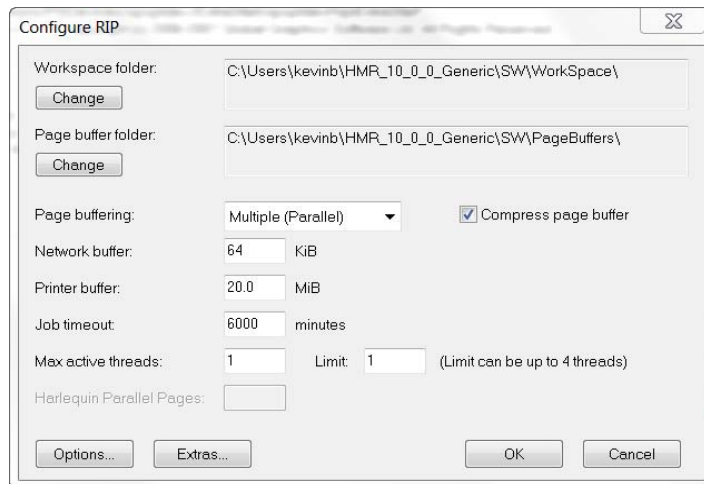 Configure RIP
Workspace folder: C:\Users\kevinb\HMR_10_0_0_Generic\SW\WorkSpace\
Change
Page buffer folder: C:\Users\kevinb\HMR_10_0_0_Generic\SW\PageBuffers\
Change
Page buffering: Multiple (Parallel) Compress page buffer
Network buffer: 64 KiB
Printer buffer: 20.0 MiB
Job timeout: 6000 minutes
Max active threads: 1 Limit: 1 (Limit can be up to 4 threads)
Harlequin Parallel Pages:
Options... Extras... OK Cancel